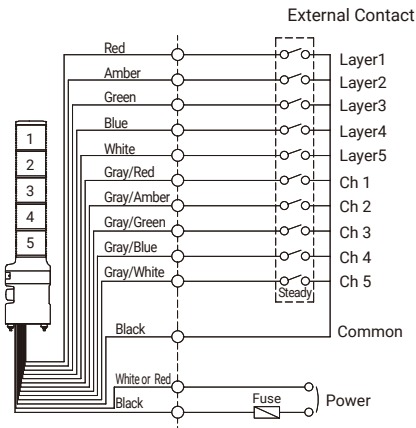 External Contact
Red Layer1
Amber Layer2
Green Layer3
Blue Layer4
White Layer5
Gray/Red Ch 1
Gray/Amber Ch 2
Gray/Green Ch 3
Gray/Blue Ch 4
Gray/White Ch 5
Steady
1
2
3
4
5
Black Common
White or Red
Black Fuse Power